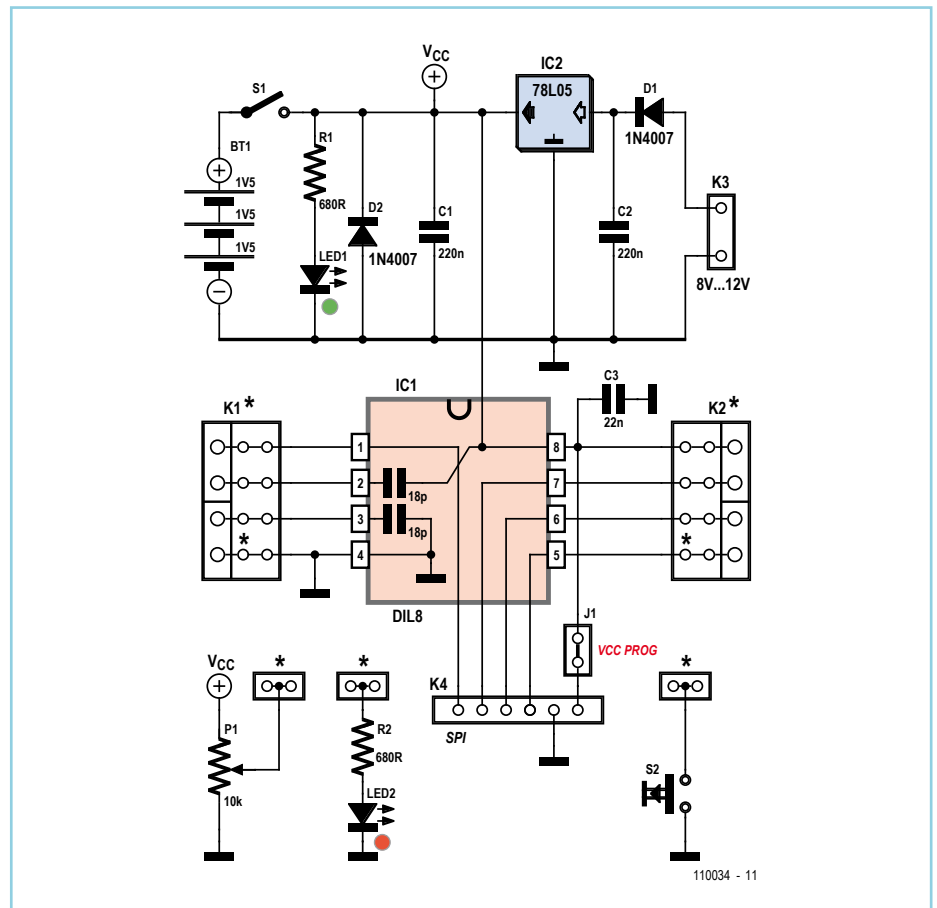 VCC
IC2
S1
78L05
D1
1N4007
R1
BT1
K3
1V5
680R
D2
C1
C2
1V5
LED1
1N4007
220n
220n
1V5
8V...12V
IC1
C3
K1 *
K2 *
22n
1
8
2
7
18p
3
6
18p
*
*
4
5
DIL8
J1
VCC PROG
VCC
*
*
K4
*
P1
R2
SPI
680R
S2
LED2
10k
110034 - 11